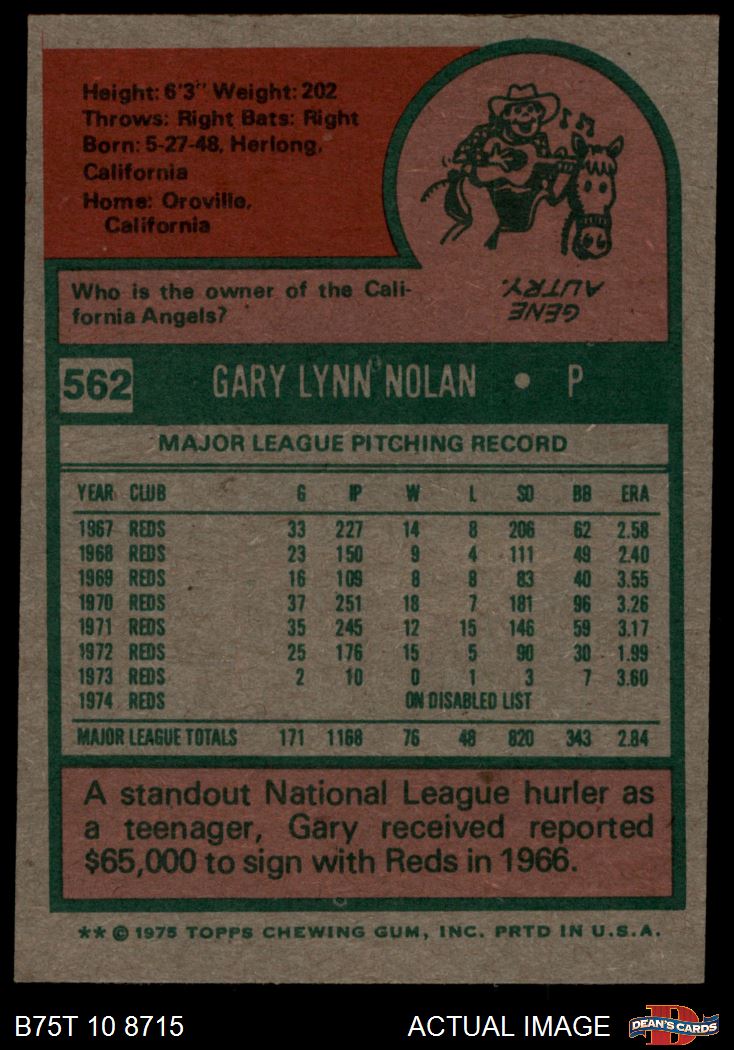 Height: 6'3" Weight: 202
Throws: Right Bats: Right
Born: 5-27-48, Herlong,
California
Home: Oroville,
California
Who is the owner of the Cali-
fornia Angels?
GENE
AUTRY.
562 GARY LYNN NOLAN • P
MAJOR LEAGUE PITCHING RECORD
YEAR CLUB G IP W L SO BB ERA
1967 REDS 33 227 14 8 206 62 2.58
1968 REDS 23 150 9 4 111 49 2.40
1969 REDS 16 109 8 8 83 40 3.55
1970 REDS 37 251 18 7 181 96 3.26
1971 REDS 35 245 12 15 146 59 3.17
1972 REDS 25 176 15 5 90 30 1.99
1973 REDS 2 10 0 1 3 7 3.60
1974 REDS ON DISABLED LIST
MAJOR LEAGUE TOTALS 171 1168 76 48 820 343 2.84
A standout National League hurler as
a teenager, Gary received reported
$65,000 to sign with Reds in 1966.
** © 1975 TOPPS CHEWING GUM, INC. PRTD IN U.S.A.
B75T 10 8715 ACTUAL IMAGE DEAN'S CARDS